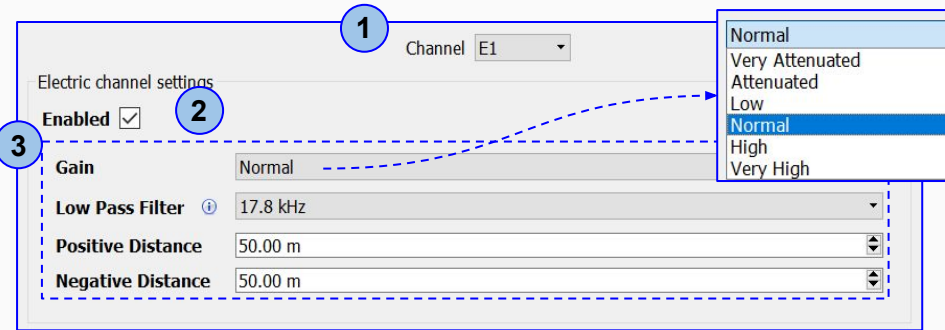 1
Channel E1
Electric channel settings
Enabled
2
3
Gain Normal
Low Pass Filter 17.8 kHz
Positive Distance 50.00 m
Negative Distance 50.00 m
Normal
Very Attenuated
Attenuated
Low
Normal
High
Very High